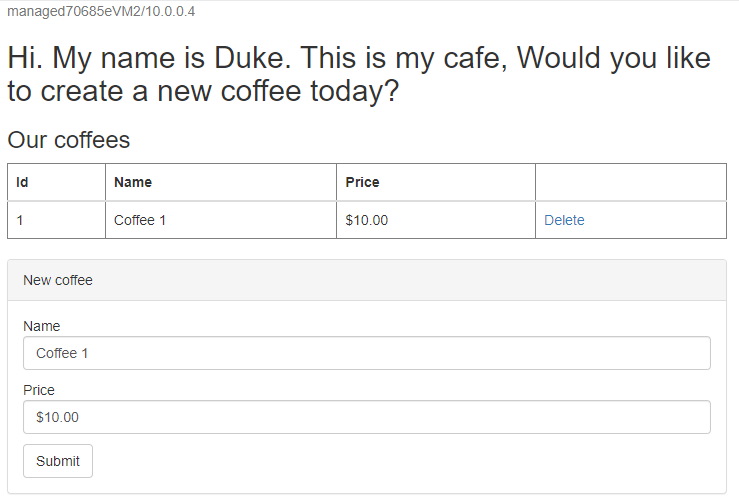 managed70685eVM2/10.0.0.4
Hi. My name is Duke. This is my cafe, Would you like
to create a new coffee today?
Our coffees
Id Name Price
1 Coffee 1 $10.00 Delete
New coffee
Name
Coffee 1
Price
$10.00
Submit